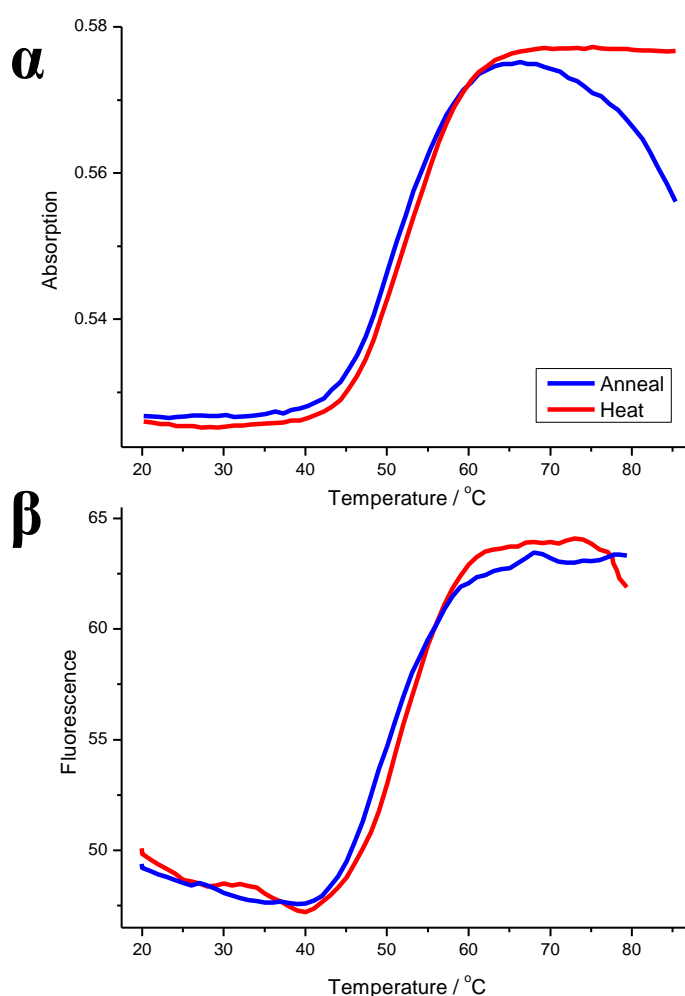 α
0.58
0.56
0.54
Absorption
Anneal
Heat
20 30 40 50 60 70 80
Temperature / °C
β
65
60
55
50
Fluorescence
20 30 40 50 60 70 80
Temperature / °C